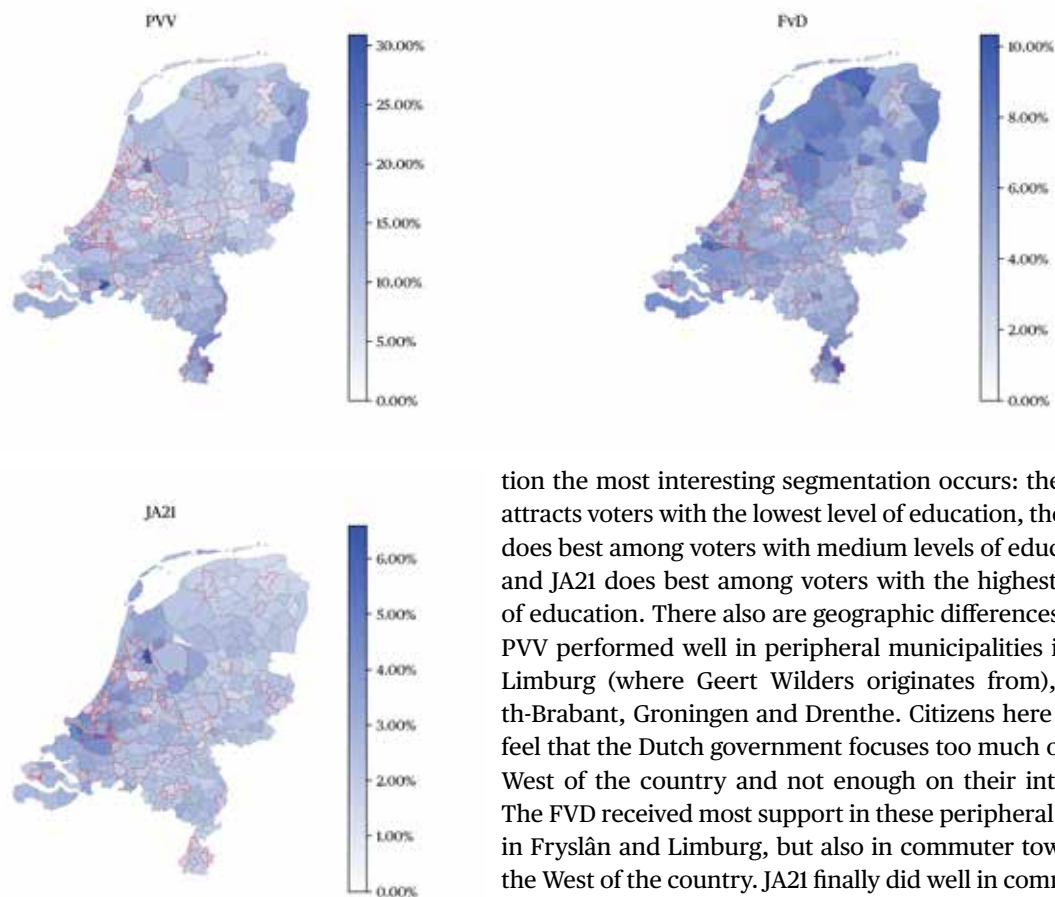 PVV
30.00%
25.00%
20.00%
15.00%
10.00%
5.00%
0.00%
FvD
10.00%
8.00%
6.00%
4.00%
2.00%
0.00%
JA21
6.00%
5.00%
4.00%
3.00%
2.00%
1.00%
0.00%
tion the most interesting segmentation occurs: the
attracts voters with the lowest level of education, the
does best among voters with medium levels of educ
and JA21 does best among voters with the highest
of education. There also are geographic differences
PVV performed well in peripheral municipalities i
Limburg (where Geert Wilders originates from),
th-Brabant, Groningen and Drenthe. Citizens here
feel that the Dutch government focuses too much o
West of the country and not enough on their int
The FVD received most support in these peripheral
in Fryslân and Limburg, but also in commuter tow
the West of the country. JA21 finally did well in comm